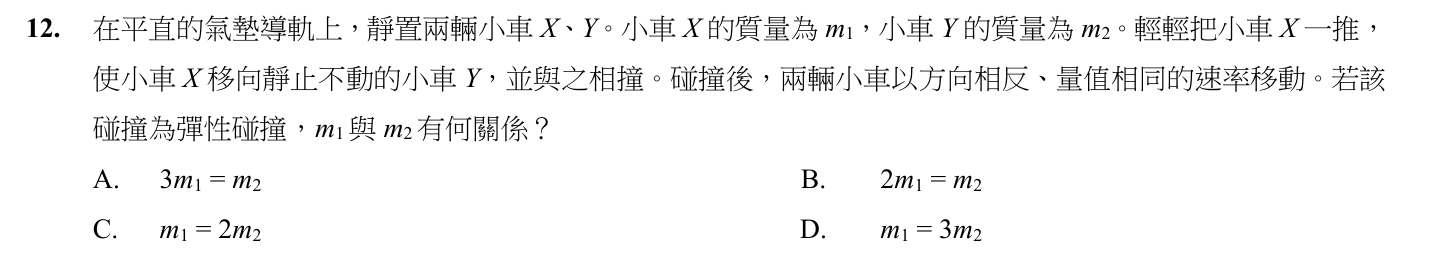 12. 在平直的氣墊導軌上，靜置兩輛小車 X、Y。小車 X 的質量為 m₁，小車 Y 的質量為 m₂。輕輕把小車 X 一推，
使小車 X 移向靜止不動的小車 Y，並與之相撞。碰撞後，兩輛小車以方向相反、量值相同的速率移動。若該
碰撞為彈性碰撞，m₁ 與 m₂ 有何關係？
A. 3m₁ = m₂ B. 2m₁ = m₂
C. m₁ = 2m₂ D. m₁ = 3m₂